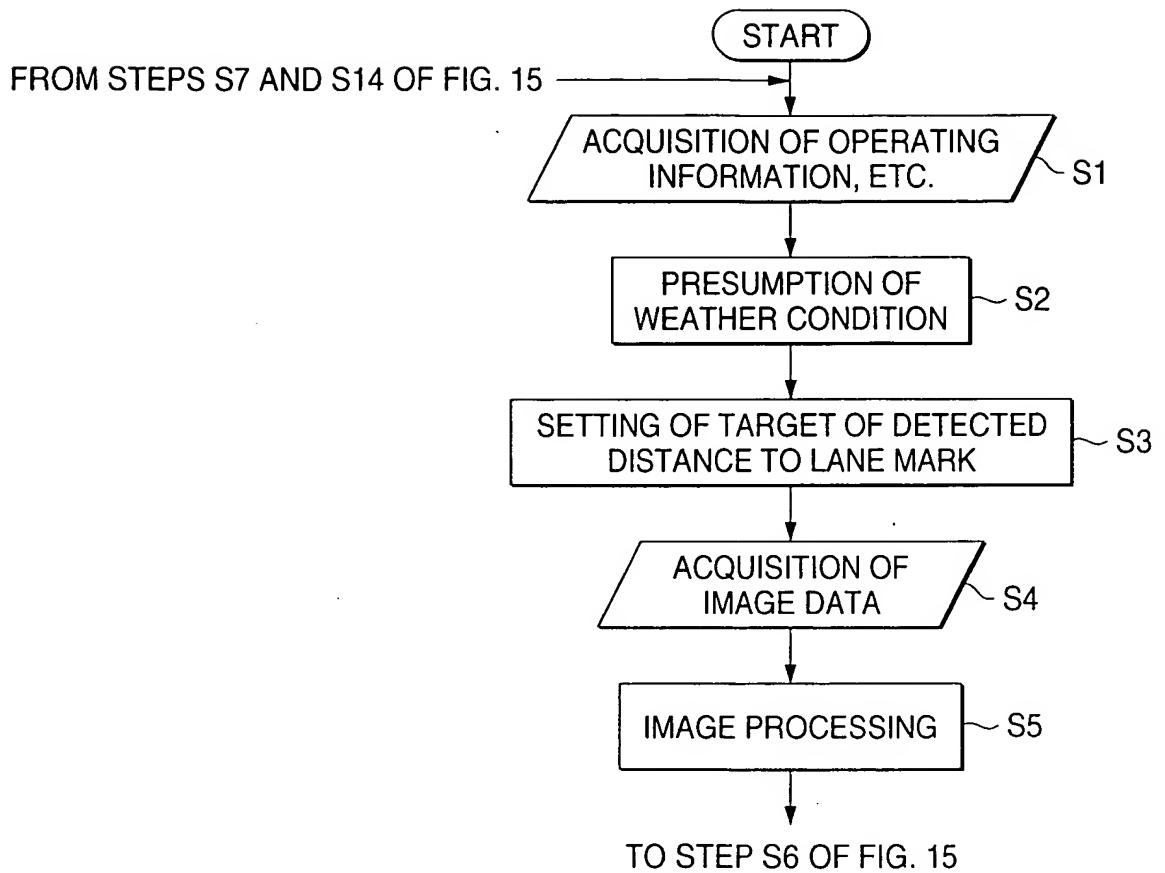 START
FROM STEPS S7 AND S14 OF FIG. 15
ACQUISITION OF OPERATING
INFORMATION, ETC.
S1
PRESUMPTION OF
WEATHER CONDITION
S2
SETTING OF TARGET OF DETECTED
DISTANCE TO LANE MARK
S3
ACQUISITION OF
IMAGE DATA
S4
IMAGE PROCESSING
S5
TO STEP S6 OF FIG. 15